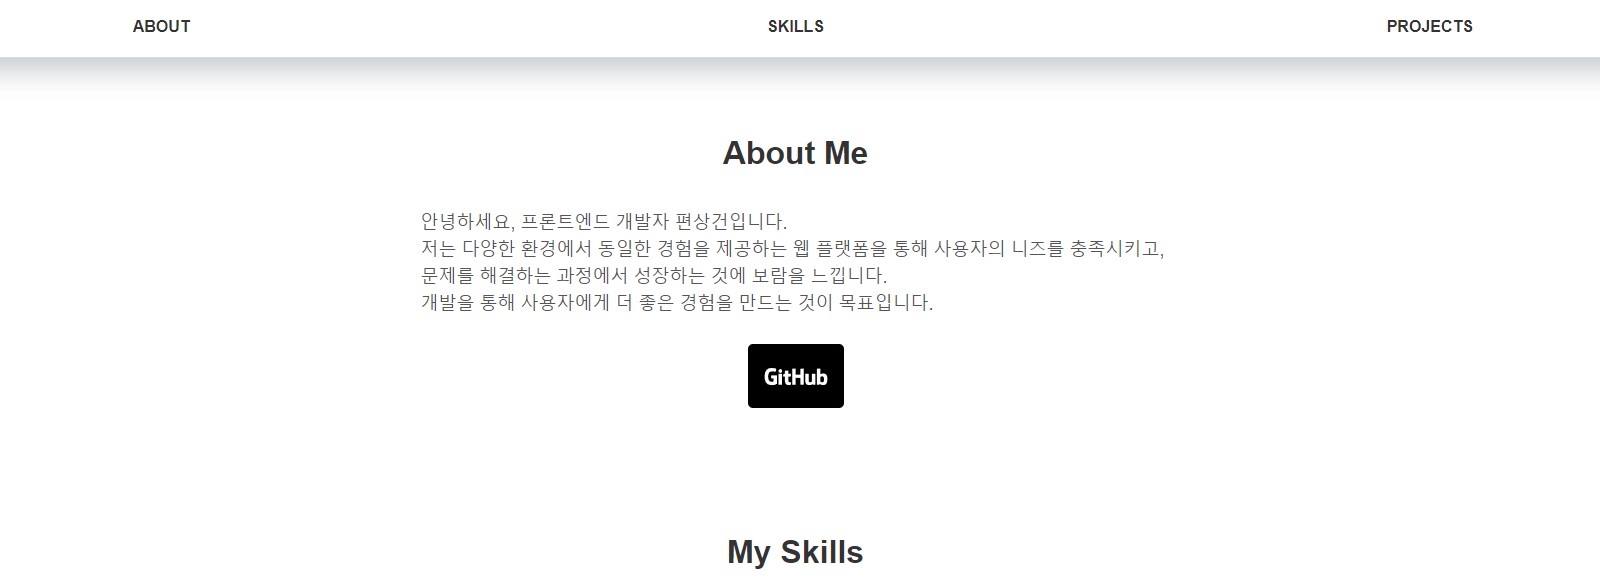 ABOUT SKILLS PROJECTS
About Me
안녕하세요, 프론트엔드 개발자 편상건입니다.
저는 다양한 환경에서 동일한 경험을 제공하는 웹 플랫폼을 통해 사용자의 니즈를 충족시키고,
문제를 해결하는 과정에서 성장하는 것에 보람을 느낍니다.
개발을 통해 사용자에게 더 좋은 경험을 만드는 것이 목표입니다.
GitHub
My Skills